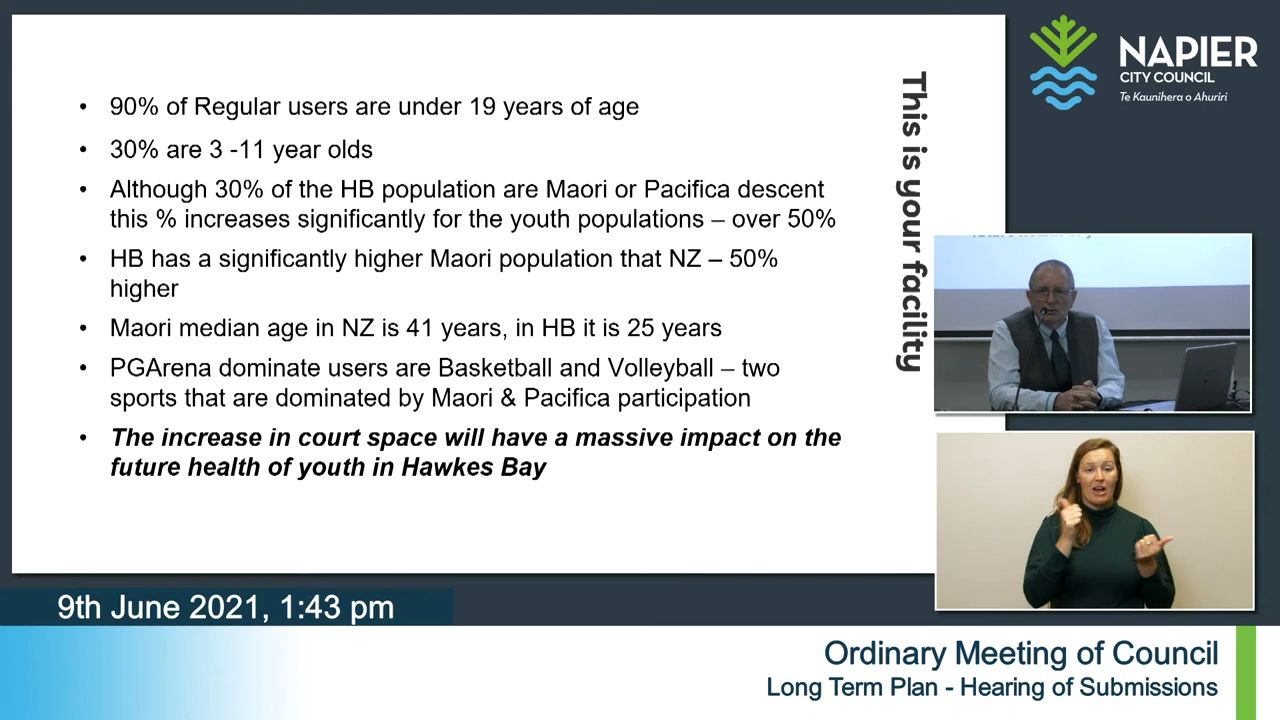 • 90% of Regular users are under 19 years of age
• 30% are 3 -11 year olds
• Although 30% of the HB population are Maori or Pacifica descent
this % increases significantly for the youth populations – over 50%
• HB has a significantly higher Maori population that NZ – 50%
higher
• Maori median age in NZ is 41 years, in HB it is 25 years
• PGArena dominate users are Basketball and Volleyball – two
sports that are dominated by Maori & Pacifica participation
• The increase in court space will have a massive impact on the
future health of youth in Hawkes Bay
This is your facility
NAPIER
CITY COUNCIL
Te Kaunihera o Ahuriri
9th June 2021, 1:43 pm
Ordinary Meeting of Council
Long Term Plan - Hearing of Submissions